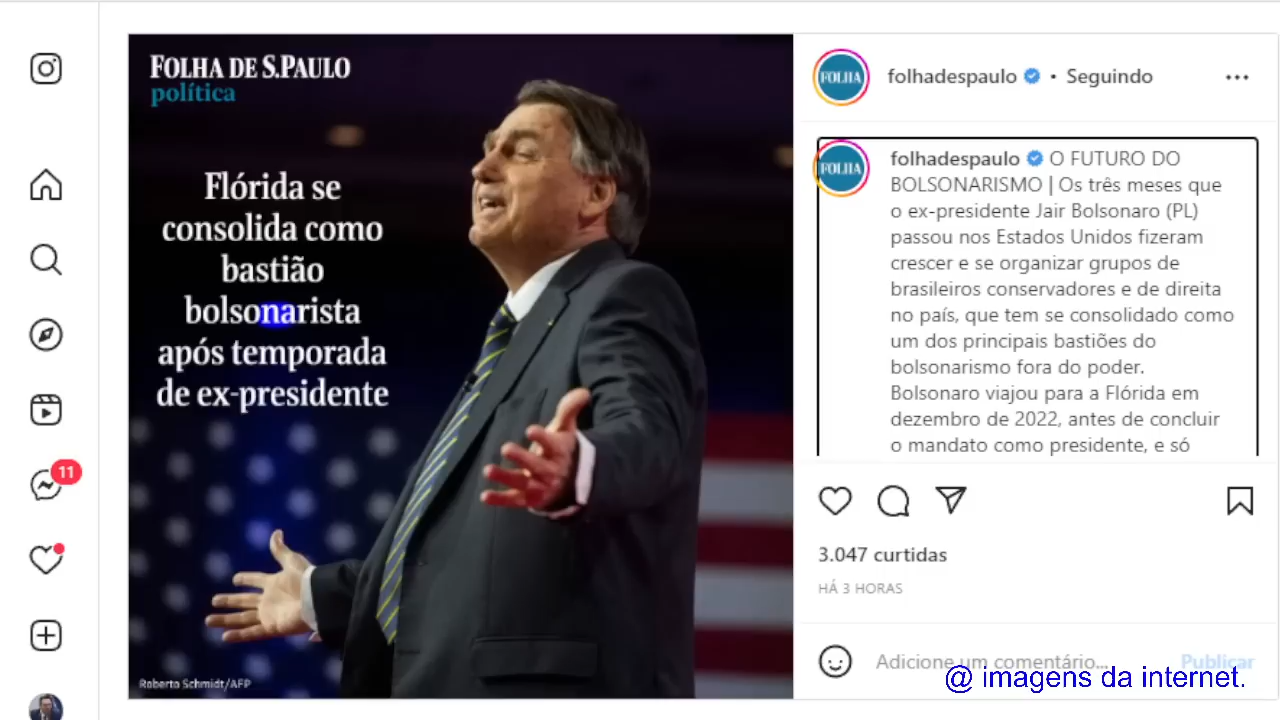 FOLHA DE S.PAULO
política
Flórida se
consolida como
bastião
bolsonarista
após temporada
de ex-presidente
Roberto Schmidt/AFP
11
FOLHA
folhadespaulo • Seguindo
FOLHA
folhadespaulo O FUTURO DO
BOLSONARISMO | Os três meses que
o ex-presidente Jair Bolsonaro (PL)
passou nos Estados Unidos fizeram
crescer e se organizar grupos de
brasileiros conservadores e de direita
no país, que tem se consolidado como
um dos principais bastiões do
bolsonarismo fora do poder.
Bolsonaro viajou para a Flórida em
dezembro de 2022, antes de concluir
o mandato como presidente, e só
3.047 curtidas
HÁ 3 HORAS
Adicione um comentário... Publicar
@ imagens da internet.